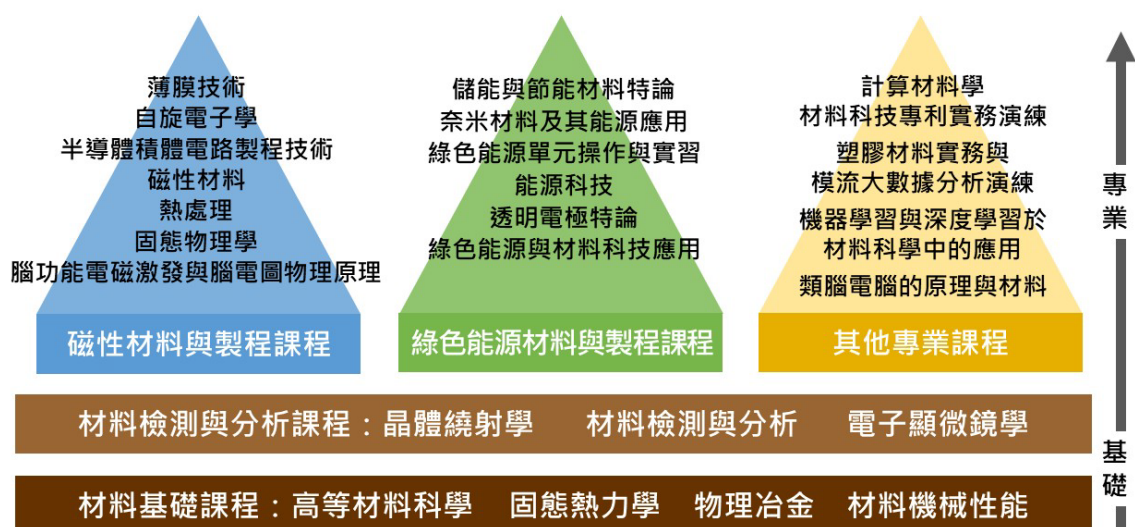 薄膜技術
自旋電子學
半導體積體電路製程技術
磁性材料
熱處理
固態物理學
腦功能電磁激發與腦電圖物理原理
磁性材料與製程課程
儲能與節能材料特論
奈米材料及其能源應用
綠色能源單元操作與實習
能源科技
透明電極特論
綠色能源與材料科技應用
綠色能源材料與製程課程
計算材料學
材料科技專利實務演練
塑膠材料實務與
模流大數據分析演練
機器學習與深度學習於
材料科學中的應用
類腦電腦的原理與材料
其他專業課程
專業
基礎
材料檢測與分析課程：晶體繞射學 材料檢測與分析 電子顯微鏡學
材料基礎課程：高等材料科學 固態熱力學 物理冶金 材料機械性能